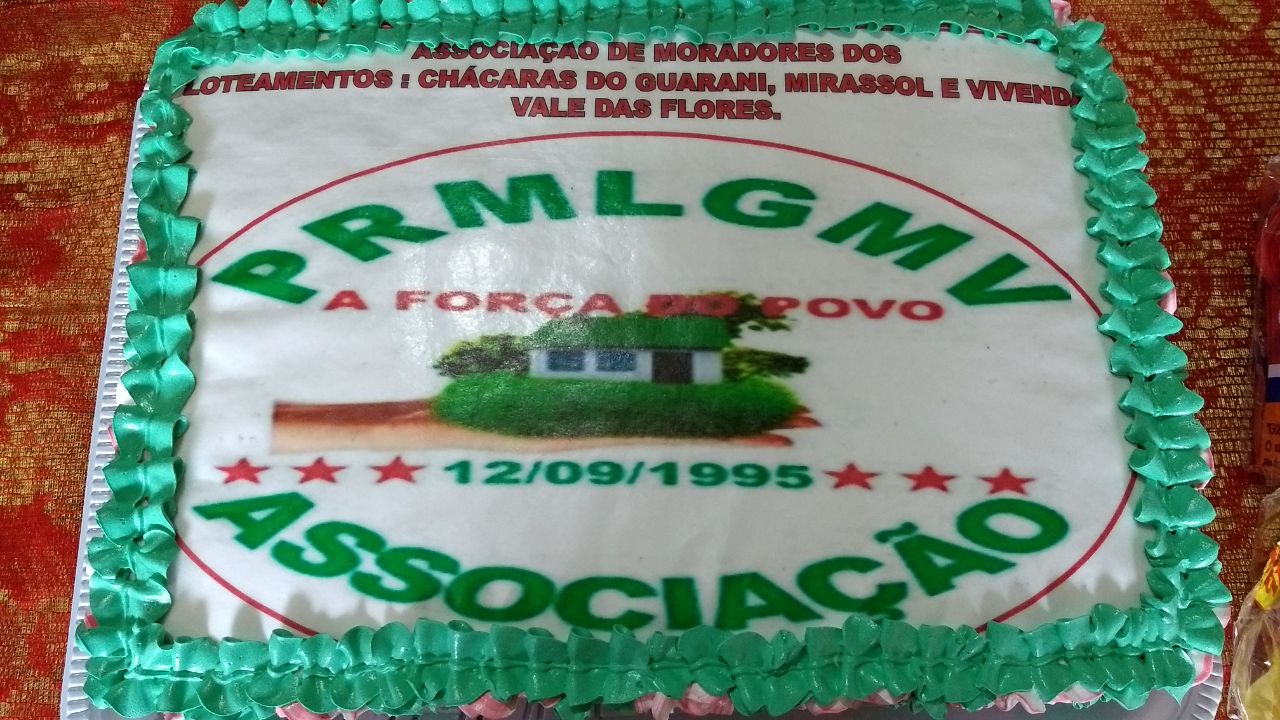 ASSOCIAÇÃO DE MORADORES DOS
LOTEAMENTOS : CHÁCARAS DO GUARANI, MIRASSOL E
VALE DAS FLORES.
PRMLGMV
A FORÇA DO POVO
12/09/1995
ASSOCIAÇÃO